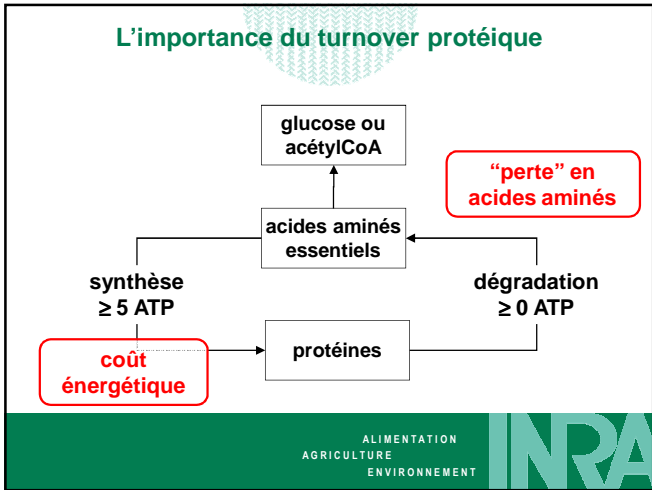 L'importance du turnover protéique
glucose ou
acétylCoA
"perte" en
acides aminés
acides aminés
essentiels
synthèse
≥ 5 ATP
dégradation
≥ 0 ATP
protéines
coût
énergétique
ALIMENTATION
AGRICULTURE
ENVIRONNEMENT
INRA